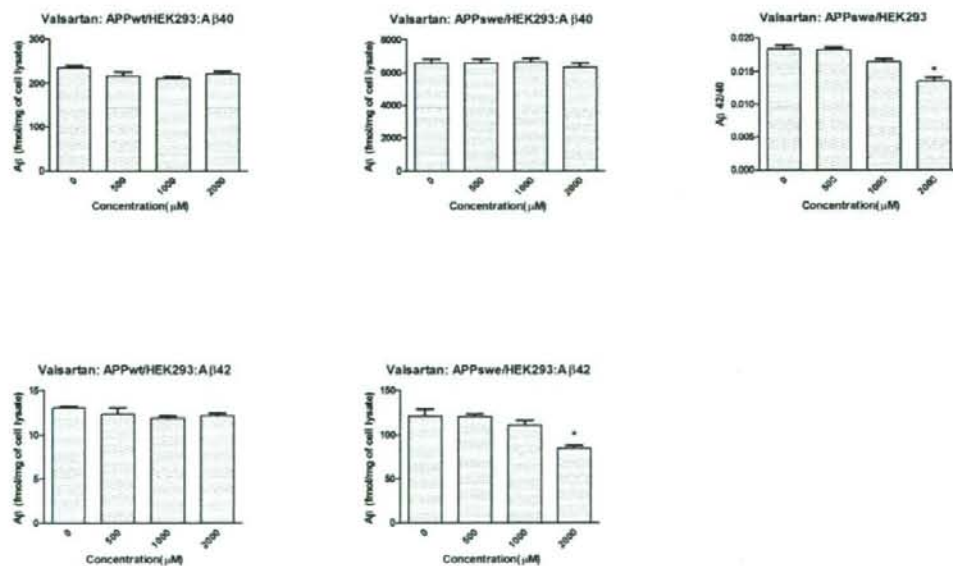 Valsartan: APPwt/HEK293:Aβ40
Aβ (fmol/mg of cell lysate)
300
200
100
0
0
500
1000
2000
Concentration(μM)
Valsartan: APPswe/HEK293:Aβ40
Aβ (fmol/mg of cell lysate)
8000
6000
4000
2000
0
0
500
1000
2000
Concentration(μM)
Valsartan: APPswe/HEK293
Aβ 42/40
0.020
0.015
0.010
0.005
0.000
*
0
500
1000
2000
Concentration(μM)
Valsartan: APPwt/HEK293:Aβ42
Aβ (fmol/mg of cell lysate)
15
10
5
0
0
500
1000
2000
Concentration(μM)
Valsartan: APPswe/HEK293:Aβ42
Aβ (fmol/mg of cell lysate)
150
100
50
0
*
0
500
1000
2000
Concentration(μM)